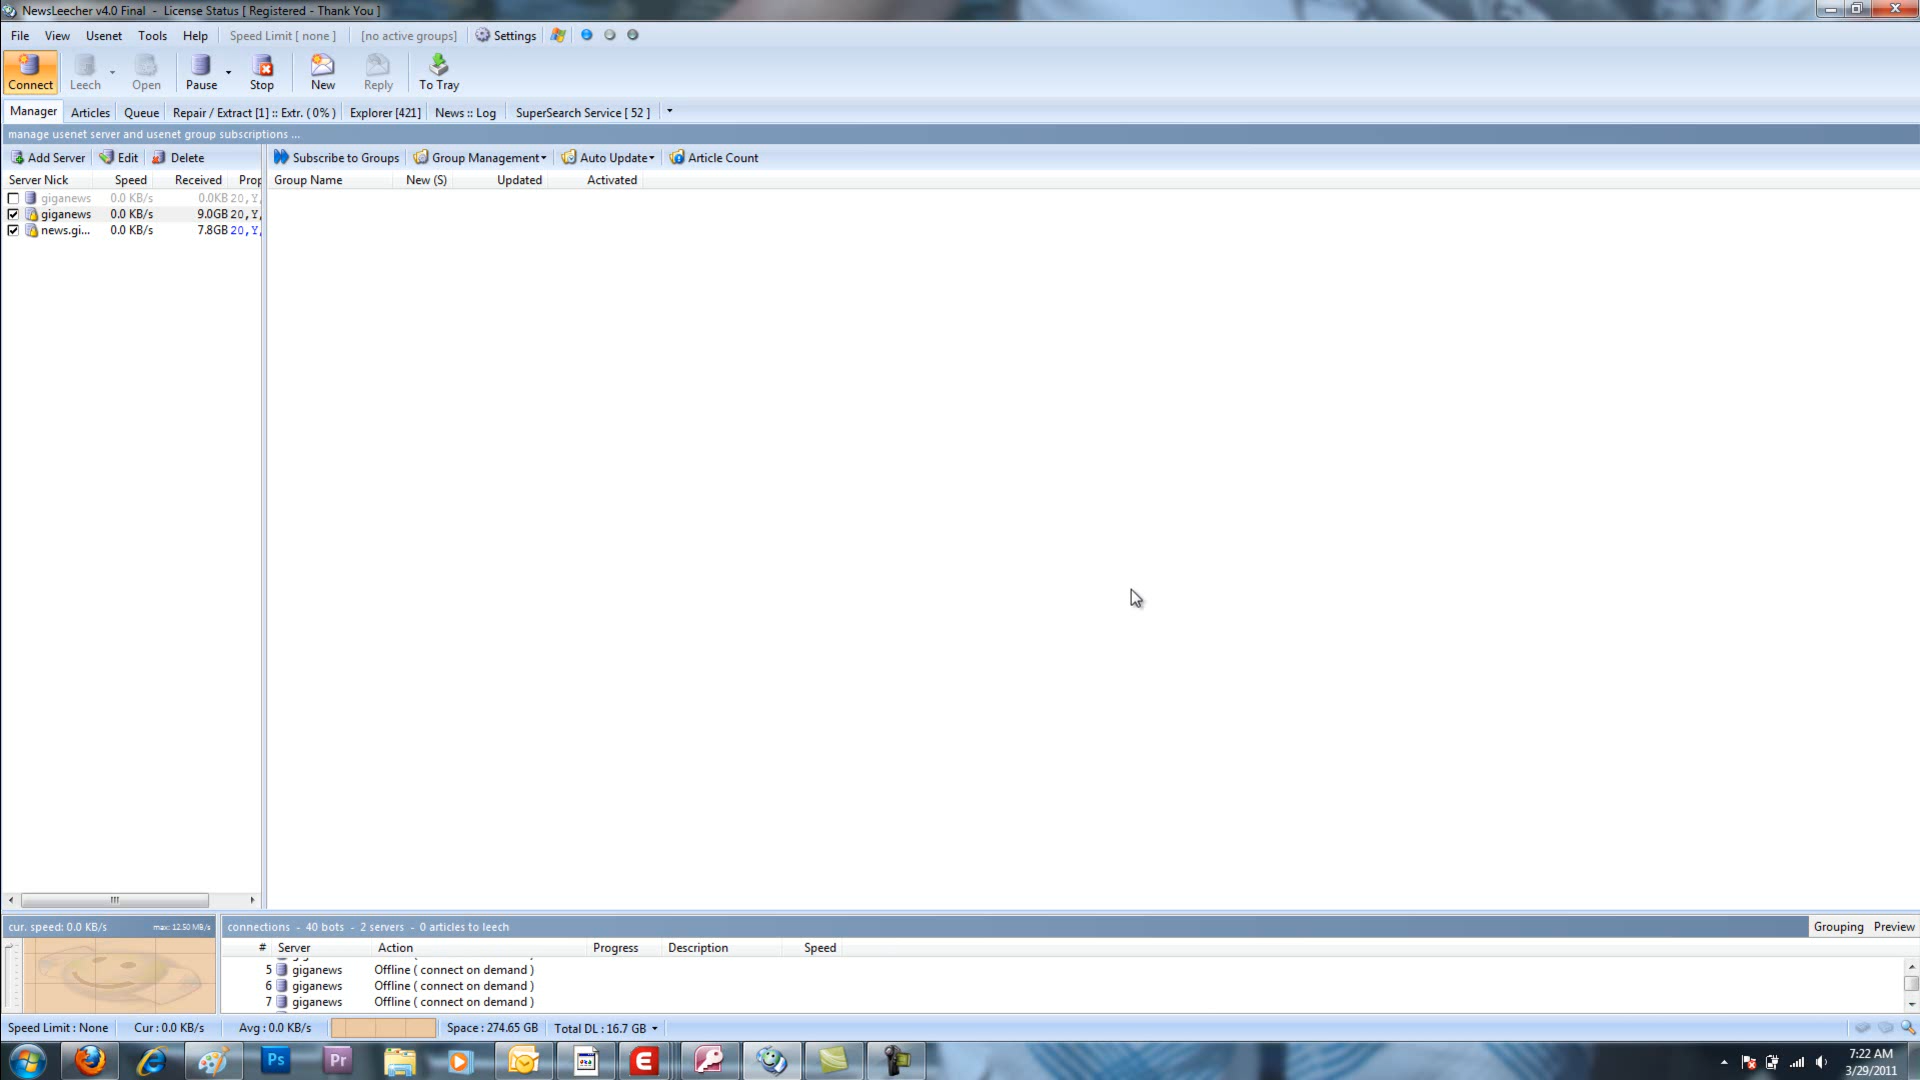 NewsLeecher v4.0 Final - License Status [ Registered - Thank You ]
File View Usenet Tools Help Speed Limit [ none ] [no active groups] Settings
Connect Leech Open Pause Stop New Reply To Tray
Manager Articles Queue Repair / Extract [1] :: Extr. ( 0% ) Explorer [421] News :: Log SuperSearch Service [ 52 ]
manage usenet server and usenet group subscriptions ...
Add Server Edit Delete Subscribe to Groups Group Management Auto Update Article Count
Server Nick Speed Received Prop Group Name New (S) Updated Activated
giganews 0.0 KB/s 0.0KB 20,Y,
giganews 0.0 KB/s 9.0GB 20,Y,
news.gi... 0.0 KB/s 7.8GB 20,Y,
cur. speed: 0.0 KB/s max: 12.50 MB/s connections - 40 bots - 2 servers - 0 articles to leech Grouping Preview
# Server Action Progress Description Speed
5 giganews Offline ( connect on demand )
6 giganews Offline ( connect on demand )
7 giganews Offline ( connect on demand )
Speed Limit : None Cur : 0.0 KB/s Avg : 0.0 KB/s Space : 274.65 GB Total DL : 16.7 GB
Ps Pr
7:22 AM
3/29/2011